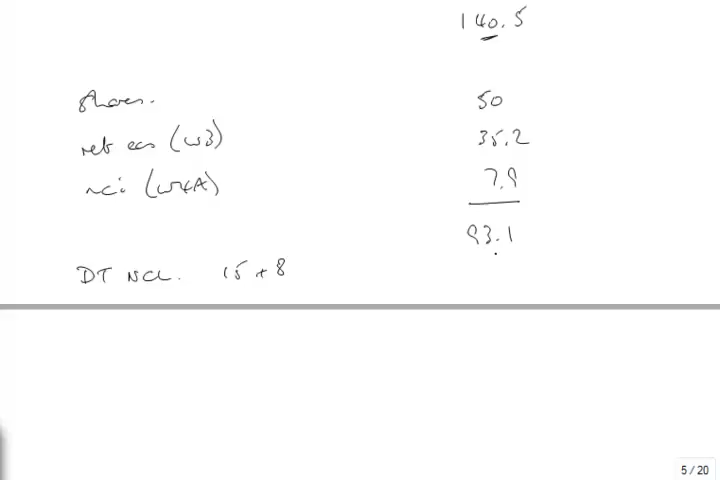 140.5
Shares. 50
ret ears (W3) 35.2
nci (W4A) 7.9
93.1
DT NCL. 15 + 8
5 / 20